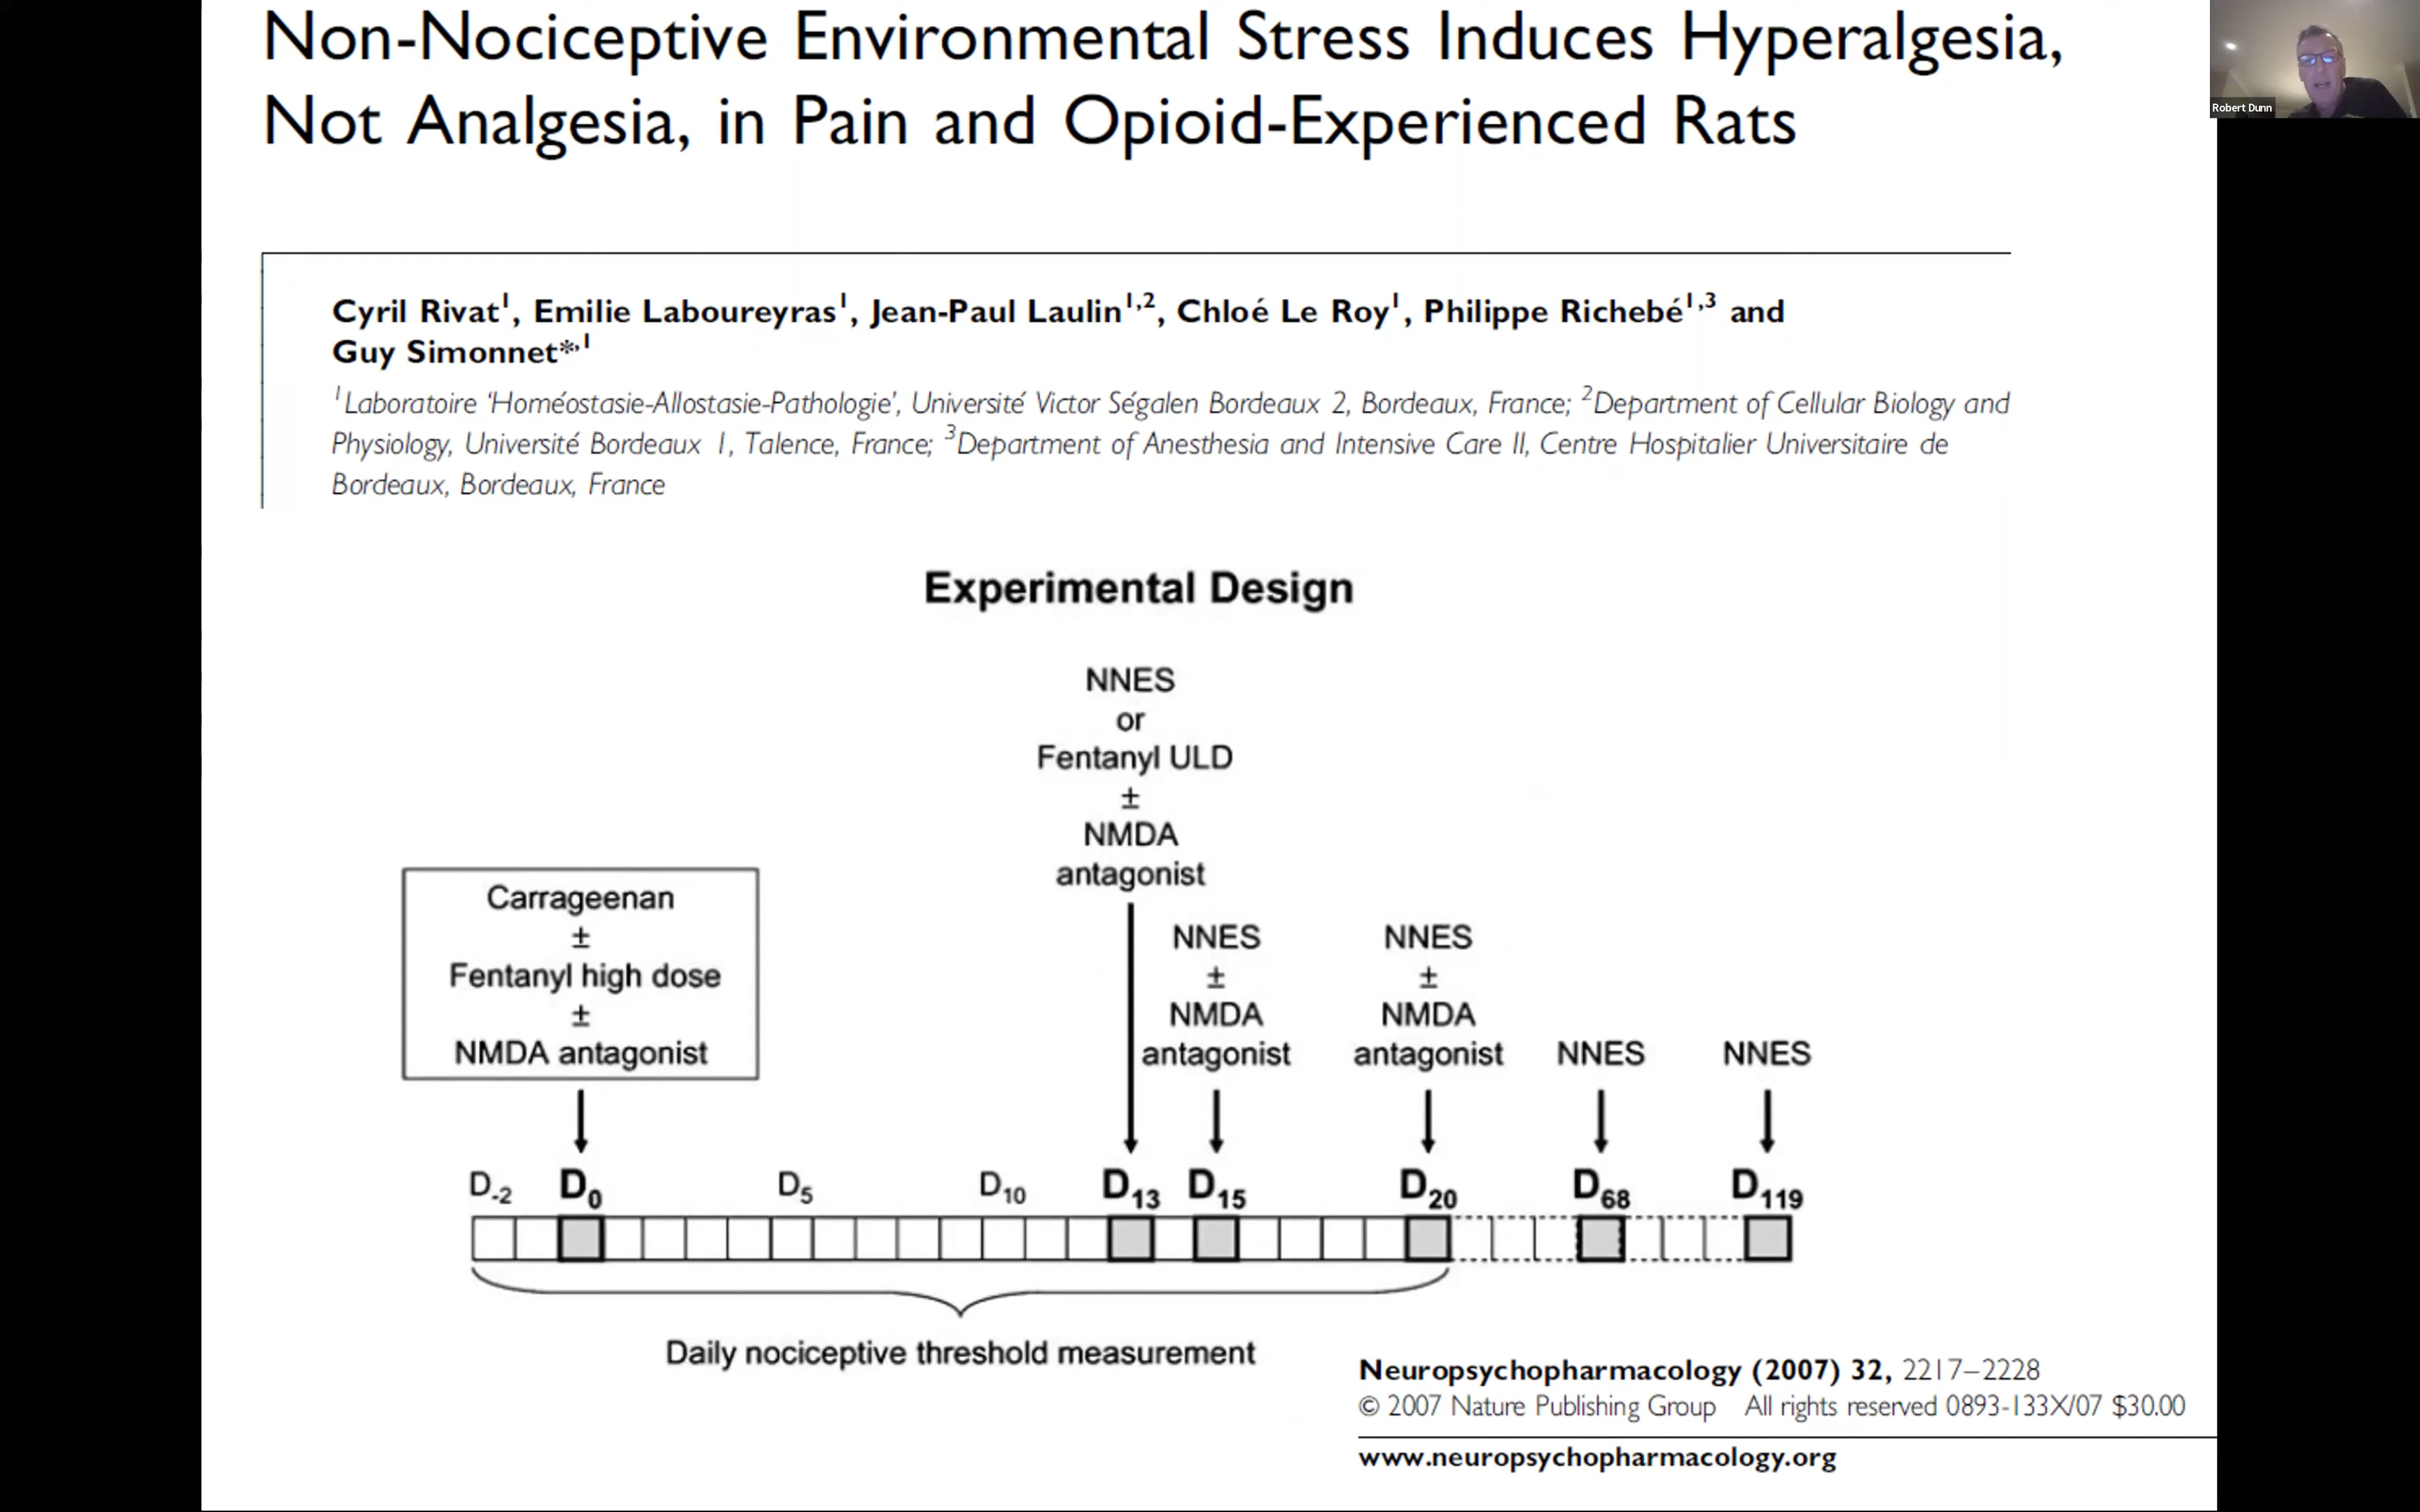 Non-Nociceptive Environmental Stress Induces Hyperalgesia,
Not Analgesia, in Pain and Opioid-Experienced Rats
Robert Dunn
Cyril Rivat¹, Emilie Laboureyras¹, Jean-Paul Laulin¹,², Chloé Le Roy¹, Philippe Richebé¹,³ and
Guy Simonnet*,¹
¹Laboratoire ‘Homéostasie-Allostasie-Pathologie’, Université Victor Ségalen Bordeaux 2, Bordeaux, France; ²Department of Cellular Biology and
Physiology, Université Bordeaux 1, Talence, France; ³Department of Anesthesia and Intensive Care II, Centre Hospitalier Universitaire de
Bordeaux, Bordeaux, France
Experimental Design
NNES
or
Fentanyl ULD
±
NMDA
antagonist
Carrageenan
±
Fentanyl high dose
±
NMDA antagonist
NNES
±
NMDA
antagonist
NNES
±
NMDA
antagonist
NNES
NNES
D-2 D0 D5 D10 D13 D15 D20 D68 D119
Daily nociceptive threshold measurement
Neuropsychopharmacology (2007) 32, 2217–2228
© 2007 Nature Publishing Group All rights reserved 0893-133X/07 $30.00
www.neuropsychopharmacology.org